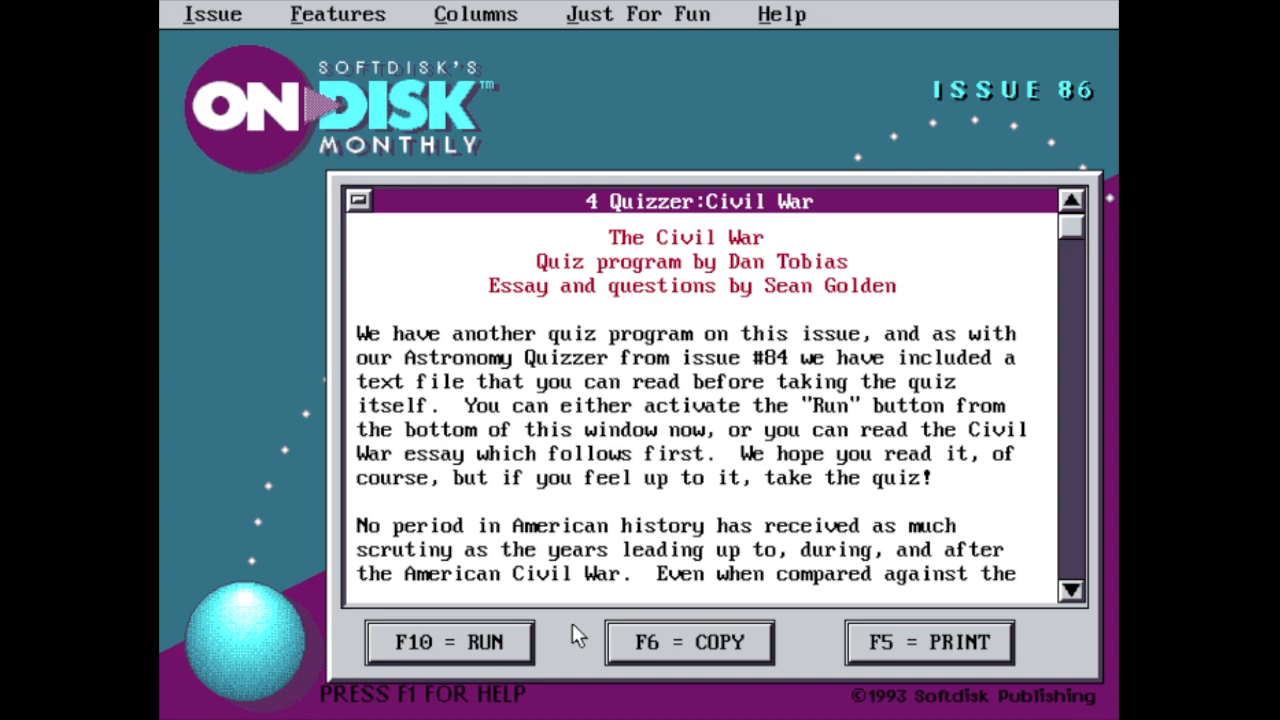 Issue Features Columns Just For Fun Help
SOFTDISK'S
ON DISK™
MONTHLY
ISSUE 86
4 Quizzer:Civil War
The Civil War
Quiz program by Dan Tobias
Essay and questions by Sean Golden
We have another quiz program on this issue, and as with
our Astronomy Quizzer from issue #84 we have included a
text file that you can read before taking the quiz
itself.  You can either activate the "Run" button from
the bottom of this window now, or you can read the Civil
War essay which follows first.  We hope you read it, of
course, but if you feel up to it, take the quiz!
No period in American history has received as much
scrutiny as the years leading up to, during, and after
the American Civil War.  Even when compared against the
F10 = RUN F6 = COPY F5 = PRINT
PRESS F1 FOR HELP
©1993 Softdisk Publishing